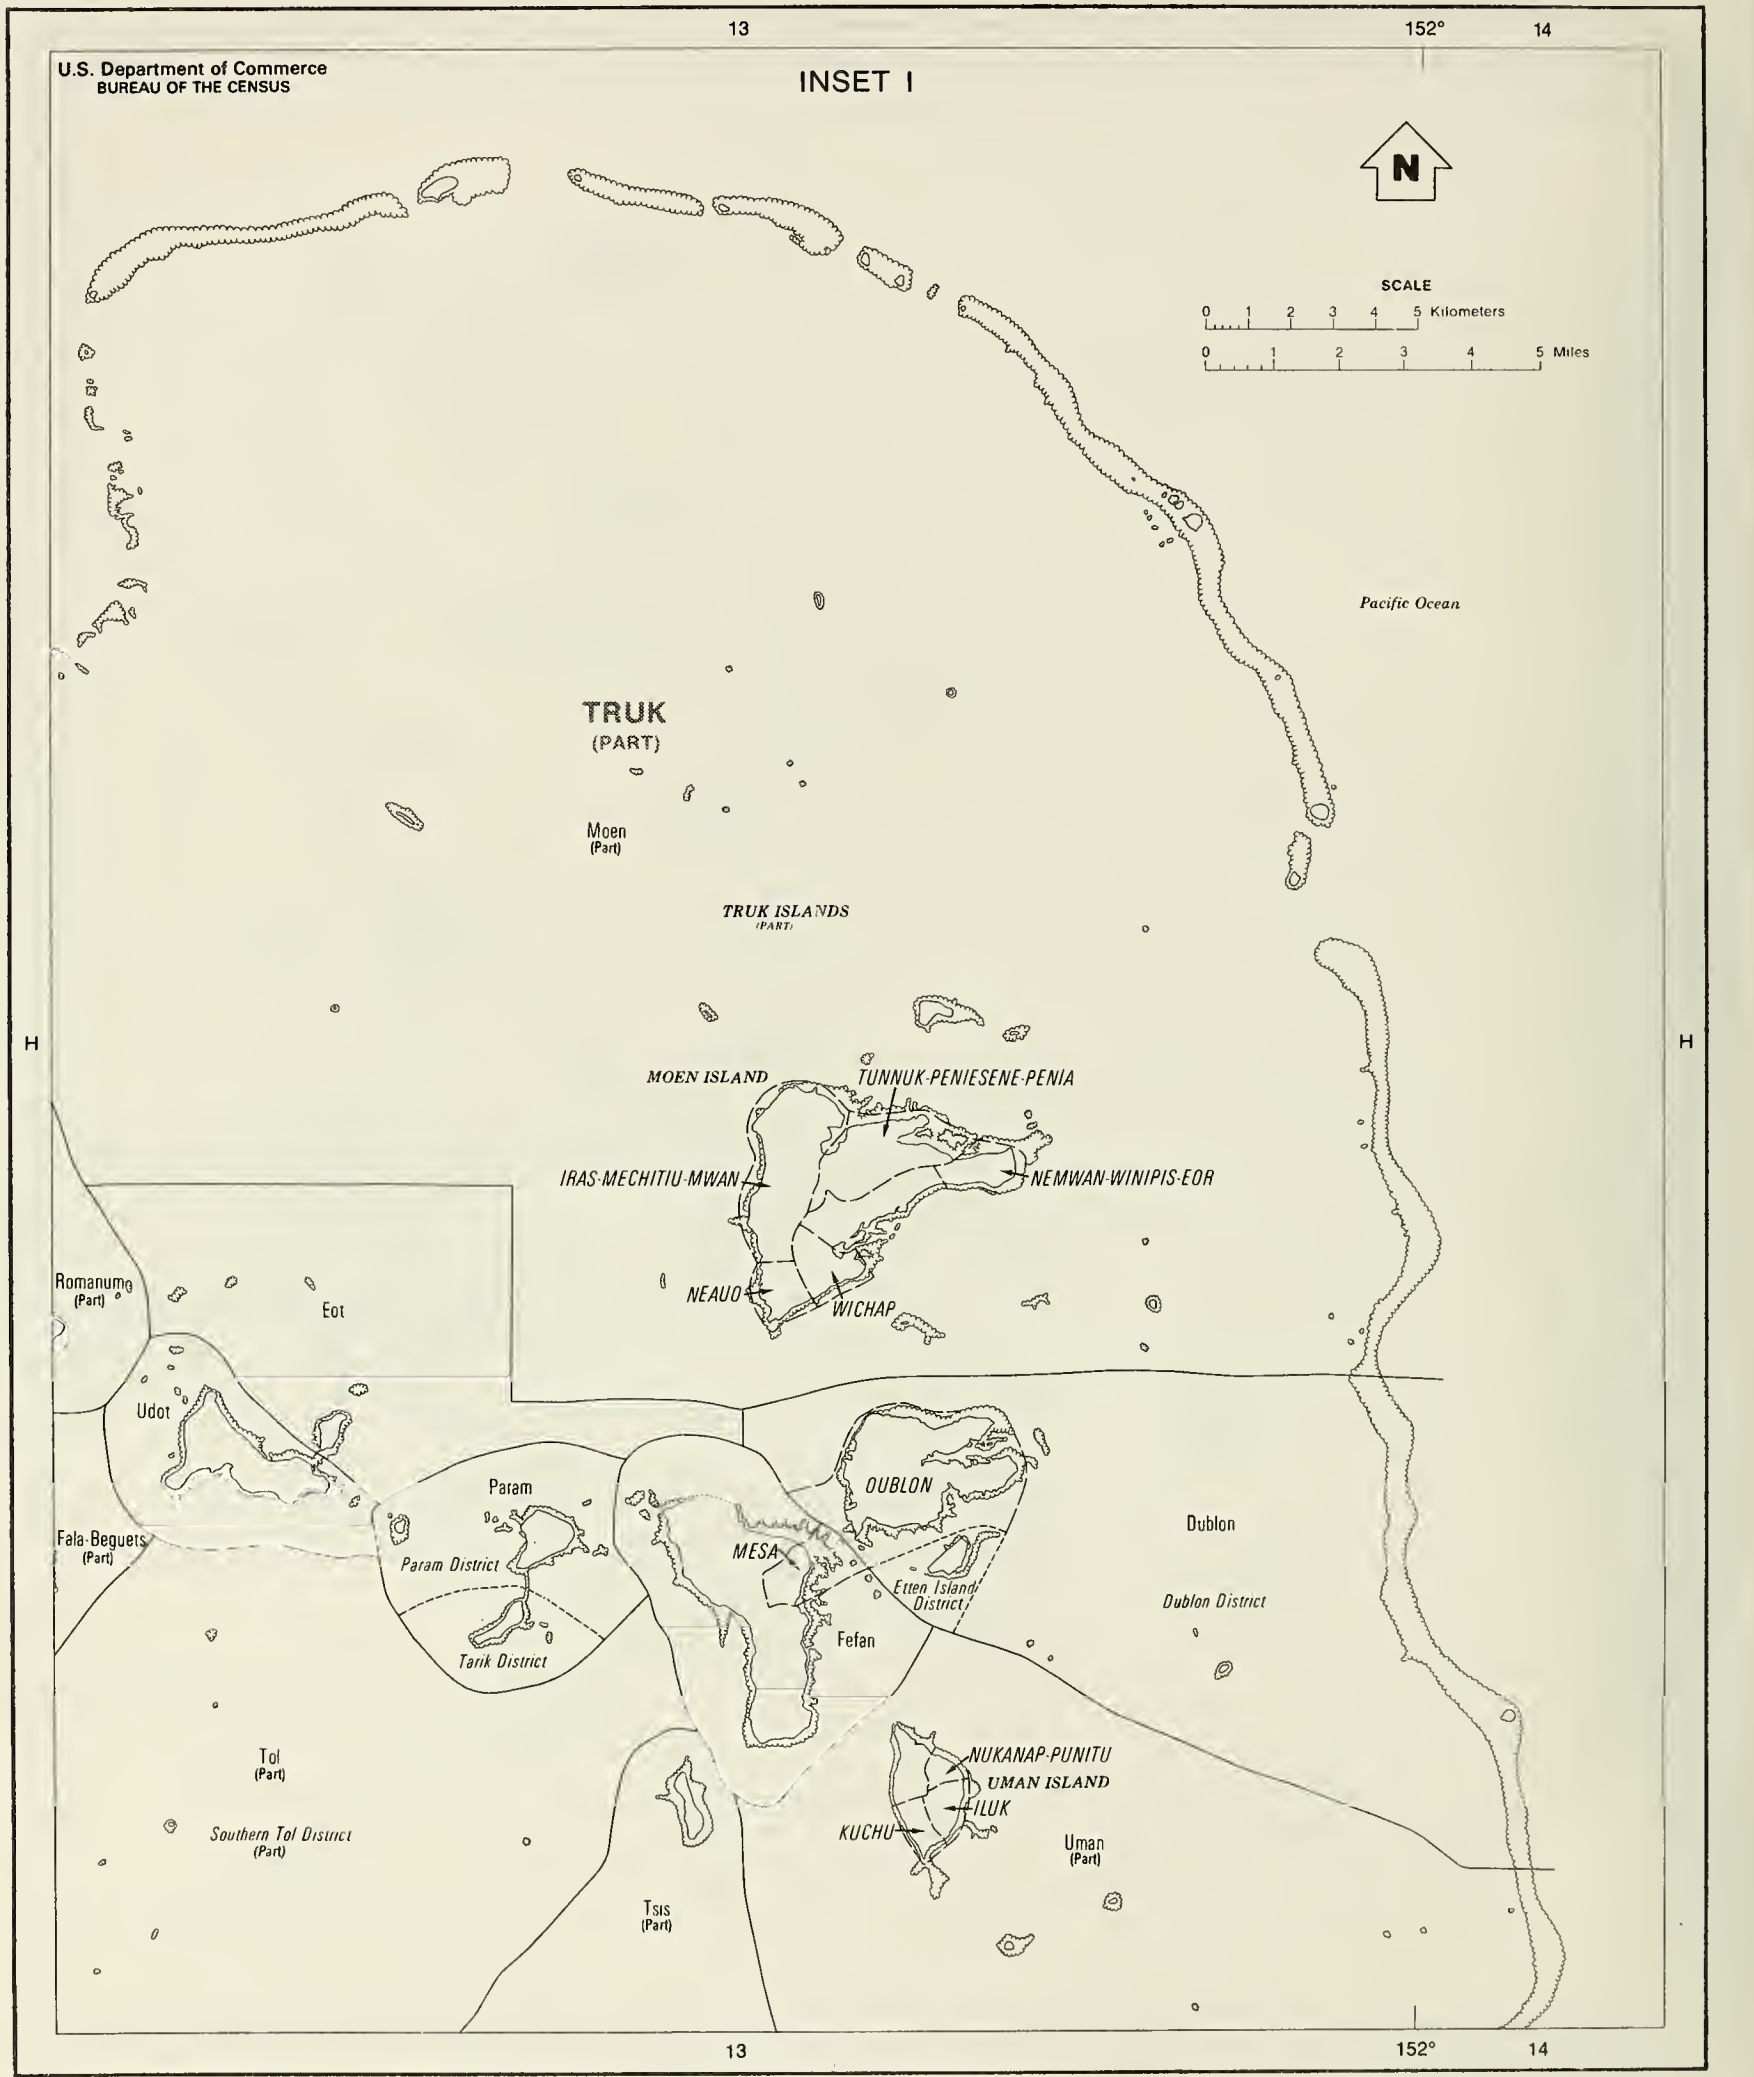 13
152°
14
U.S. Department of Commerce
BUREAU OF THE CENSUS
INSET I
N
SCALE
0 1 2 3 4 5 Kilometers
0 1 2 3 4 5 Miles
Pacific Ocean
TRUK
(PART)
Moen
(Part)
TRUK ISLANDS
(PART)
H
H
MOEN ISLAND
TUNNUK-PENIESENE-PENIA
IRAS-MECHITIU-MWAN
NEMWAN-WINIPIS-EOR
Romanum
(Part)
Eot
NEAUO
WICHAP
Udot
Param
OUBLON
Dublon
Fala-Beguets
(Part)
MESA
Param District
Etten Island
District
Dublon District
Fefan
Tarik District
Tol
(Part)
NUKANAP-PUNITU
UMAN ISLAND
ILUK
KUCHU
Southern Tol District
(Part)
Uman
(Part)
Tsis
(Part)
13
152°
14